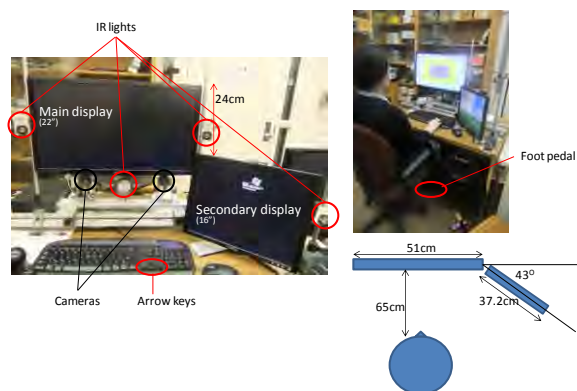 IR lights
24cm
Main display
(22")
Secondary display
(16")
Cameras
Arrow keys
Foot pedal
51cm
43°
37.2cm
65cm